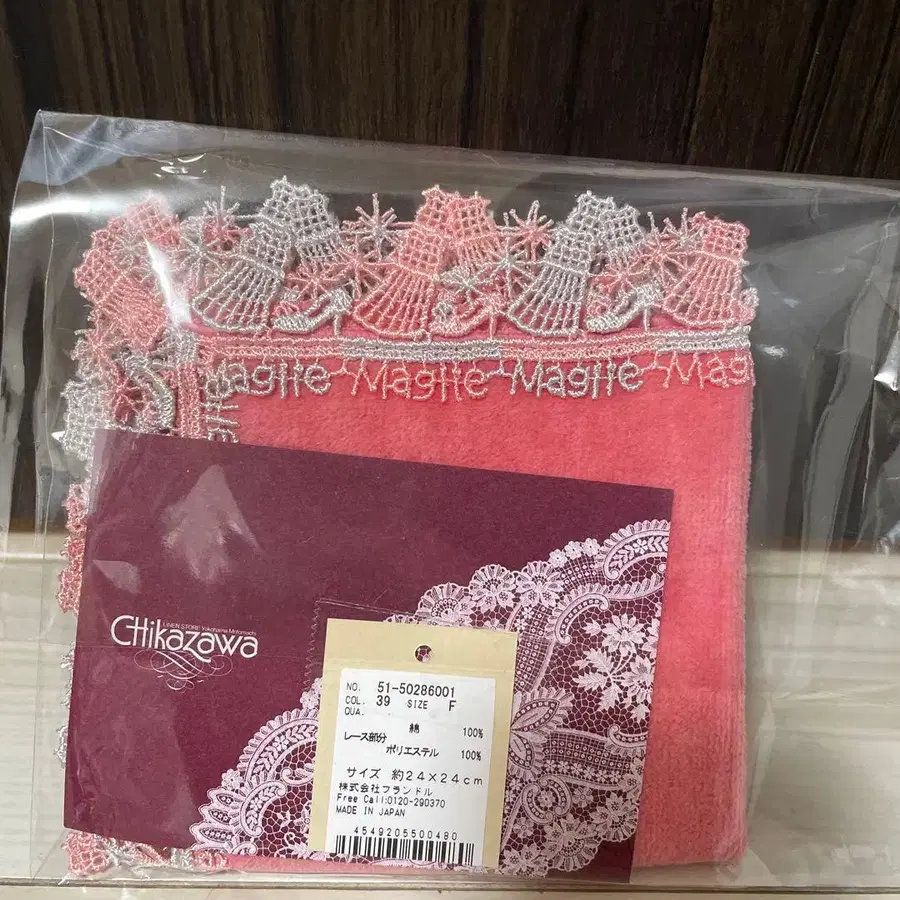 Maglie Maglie Maglie Mag
LINEN STORE Yokohama Motomachi
CHikazawa
NO. 51-50286001
COL. 39 SIZE F
QUA.
綿 100%
レース部分
ポリエステル 100%
サイズ 約24×24cm
株式会社フランドル
Free Call:0120-290370
MADE IN JAPAN
4549205500480